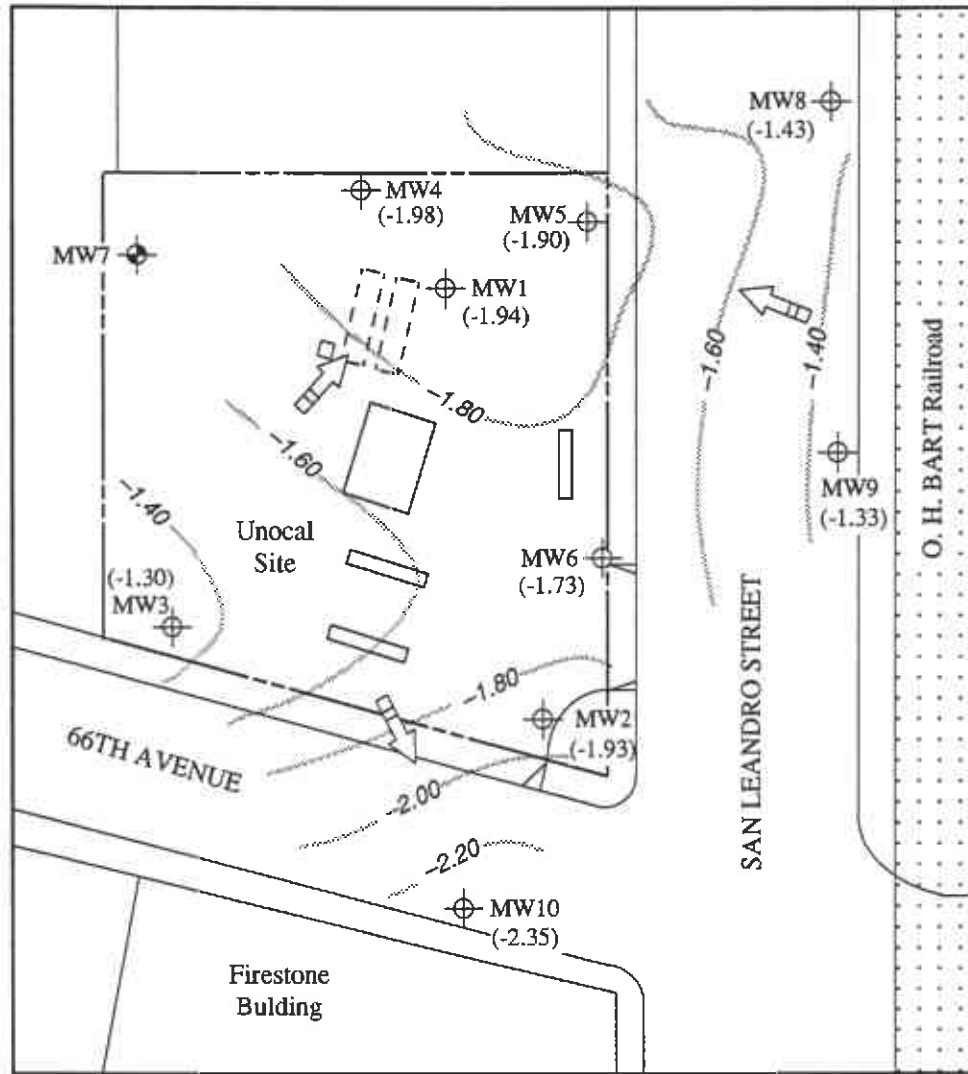 MW8
(-1.43)
MW4
(-1.98)
MW5
(-1.90)
MW7
MW1
(-1.94)
-1.60
-1.40
-1.80
-1.60
-1.40
MW9
(-1.33)
O. H. BART Railroad
Unocal
Site
MW6
(-1.73)
(-1.30)
MW3
-1.80
MW2
(-1.93)
66TH AVENUE
SAN LEANDRO STREET
-2.00
-2.20
MW10
(-2.35)
Firestone
Bulding